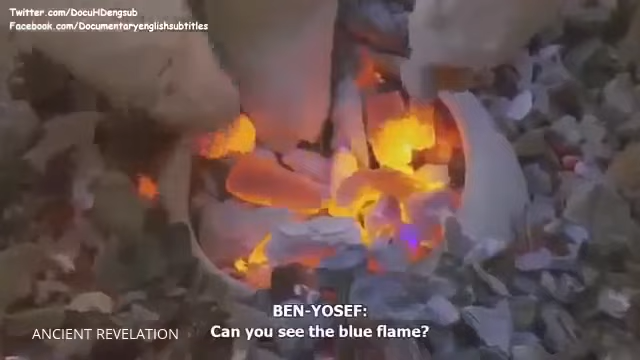 Twitter.com/DocuHDengsub
Facebook.com/Documentaryenglishsubtitles
BEN-YOSEF:
ANCIENT REVELATION
Can you see the blue flame?